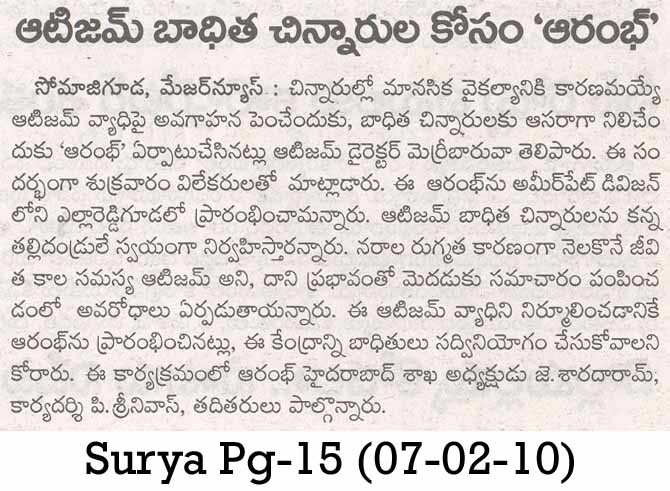 ఆటిజమ్ బాధిత చిన్నారుల కోసం ‘ఆరంభ్’
సోమాజిగూడ, మేజర్‌న్యూస్ : చిన్నారుల్లో మానసిక వైకల్యానికి కారణమయ్యే
ఆటిజమ్ వ్యాధిపై అవగాహన పెంచేందుకు, బాధిత చిన్నారులకు ఆసరాగా నిలిచేం
దుకు ‘ఆరంభ్’ ఏర్పాటుచేసినట్లు ఆటిజమ్ డైరెక్టర్ మెర్రీబారువా తెలిపారు. ఈ సం
దర్భంగా శుక్రవారం విలేకరులతో మాట్లాడారు. ఈ ఆరంభ్‌ను అమీర్‌పేట్ డివిజన్
లోని ఎల్లారెడ్డిగూడలో ప్రారంభించామన్నారు. ఆటిజమ్ బాధిత చిన్నారులను కన్న
తల్లిదండ్రులే స్వయంగా నిర్వహిస్తారన్నారు. నరాల రుగ్మత కారణంగా నెలకొనే జీవి
త కాల సమస్య ఆటిజమ్ అని, దాని ప్రభావంతో మెదడుకు సమాచారం పంపించ
డంలో అవరోధాలు ఏర్పడుతాయన్నారు. ఈ ఆటిజమ్ వ్యాధిని నిర్మూలించడానికే
ఆరంభ్‌ను ప్రారంభించినట్లు, ఈ కేంద్రాన్ని బాధితులు సద్వినియోగం చేసుకోవాలని
కోరారు. ఈ కార్యక్రమంలో ఆరంభ్ హైదరాబాద్ శాఖ అధ్యక్షుడు జె.శారదారామ్,
కార్యదర్శి పి.శ్రీనివాస్, తదితరులు పాల్గొన్నారు.
Surya Pg-15 (07-02-10)